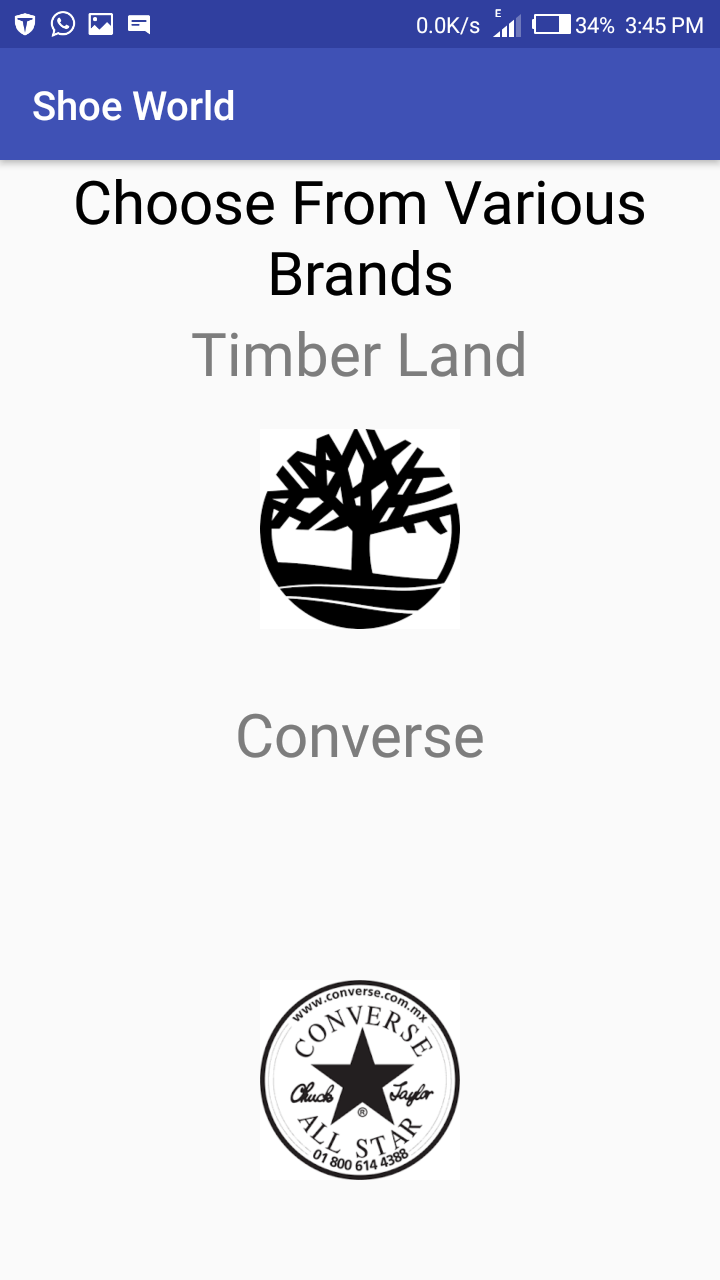 0.0K/s E 34% 3:45 PM
Shoe World
Choose From Various
Brands
Timber Land
Converse
www.converse.com.mx
CONVERSE
Chuck Taylor
®
ALL STAR
01 800 614 4388